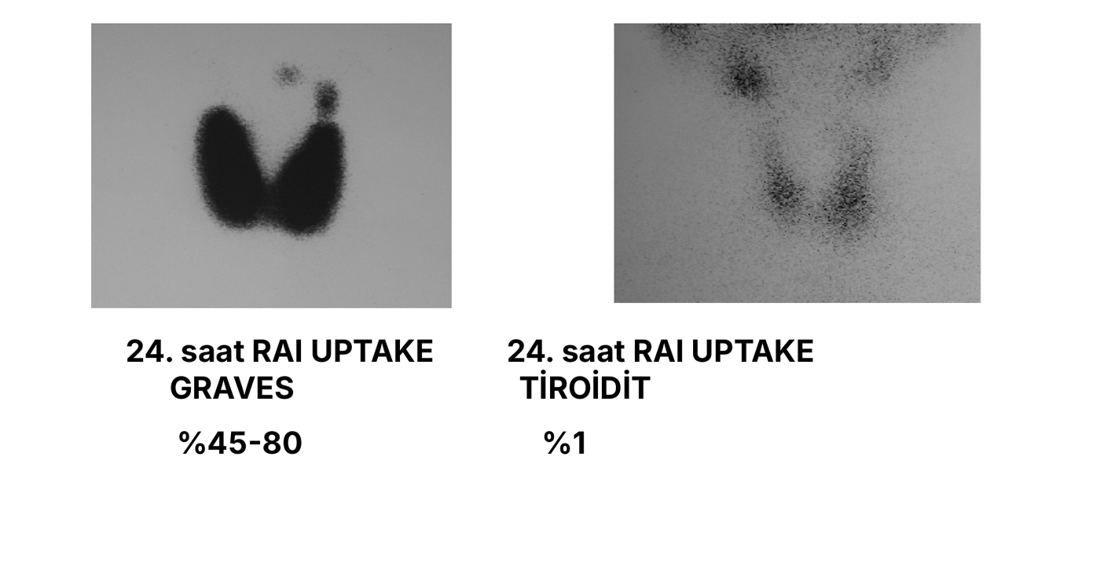 24. saat RAI UPTAKE
GRAVES
%45-80
24. saat RAI UPTAKE
TİROİDİT
%1